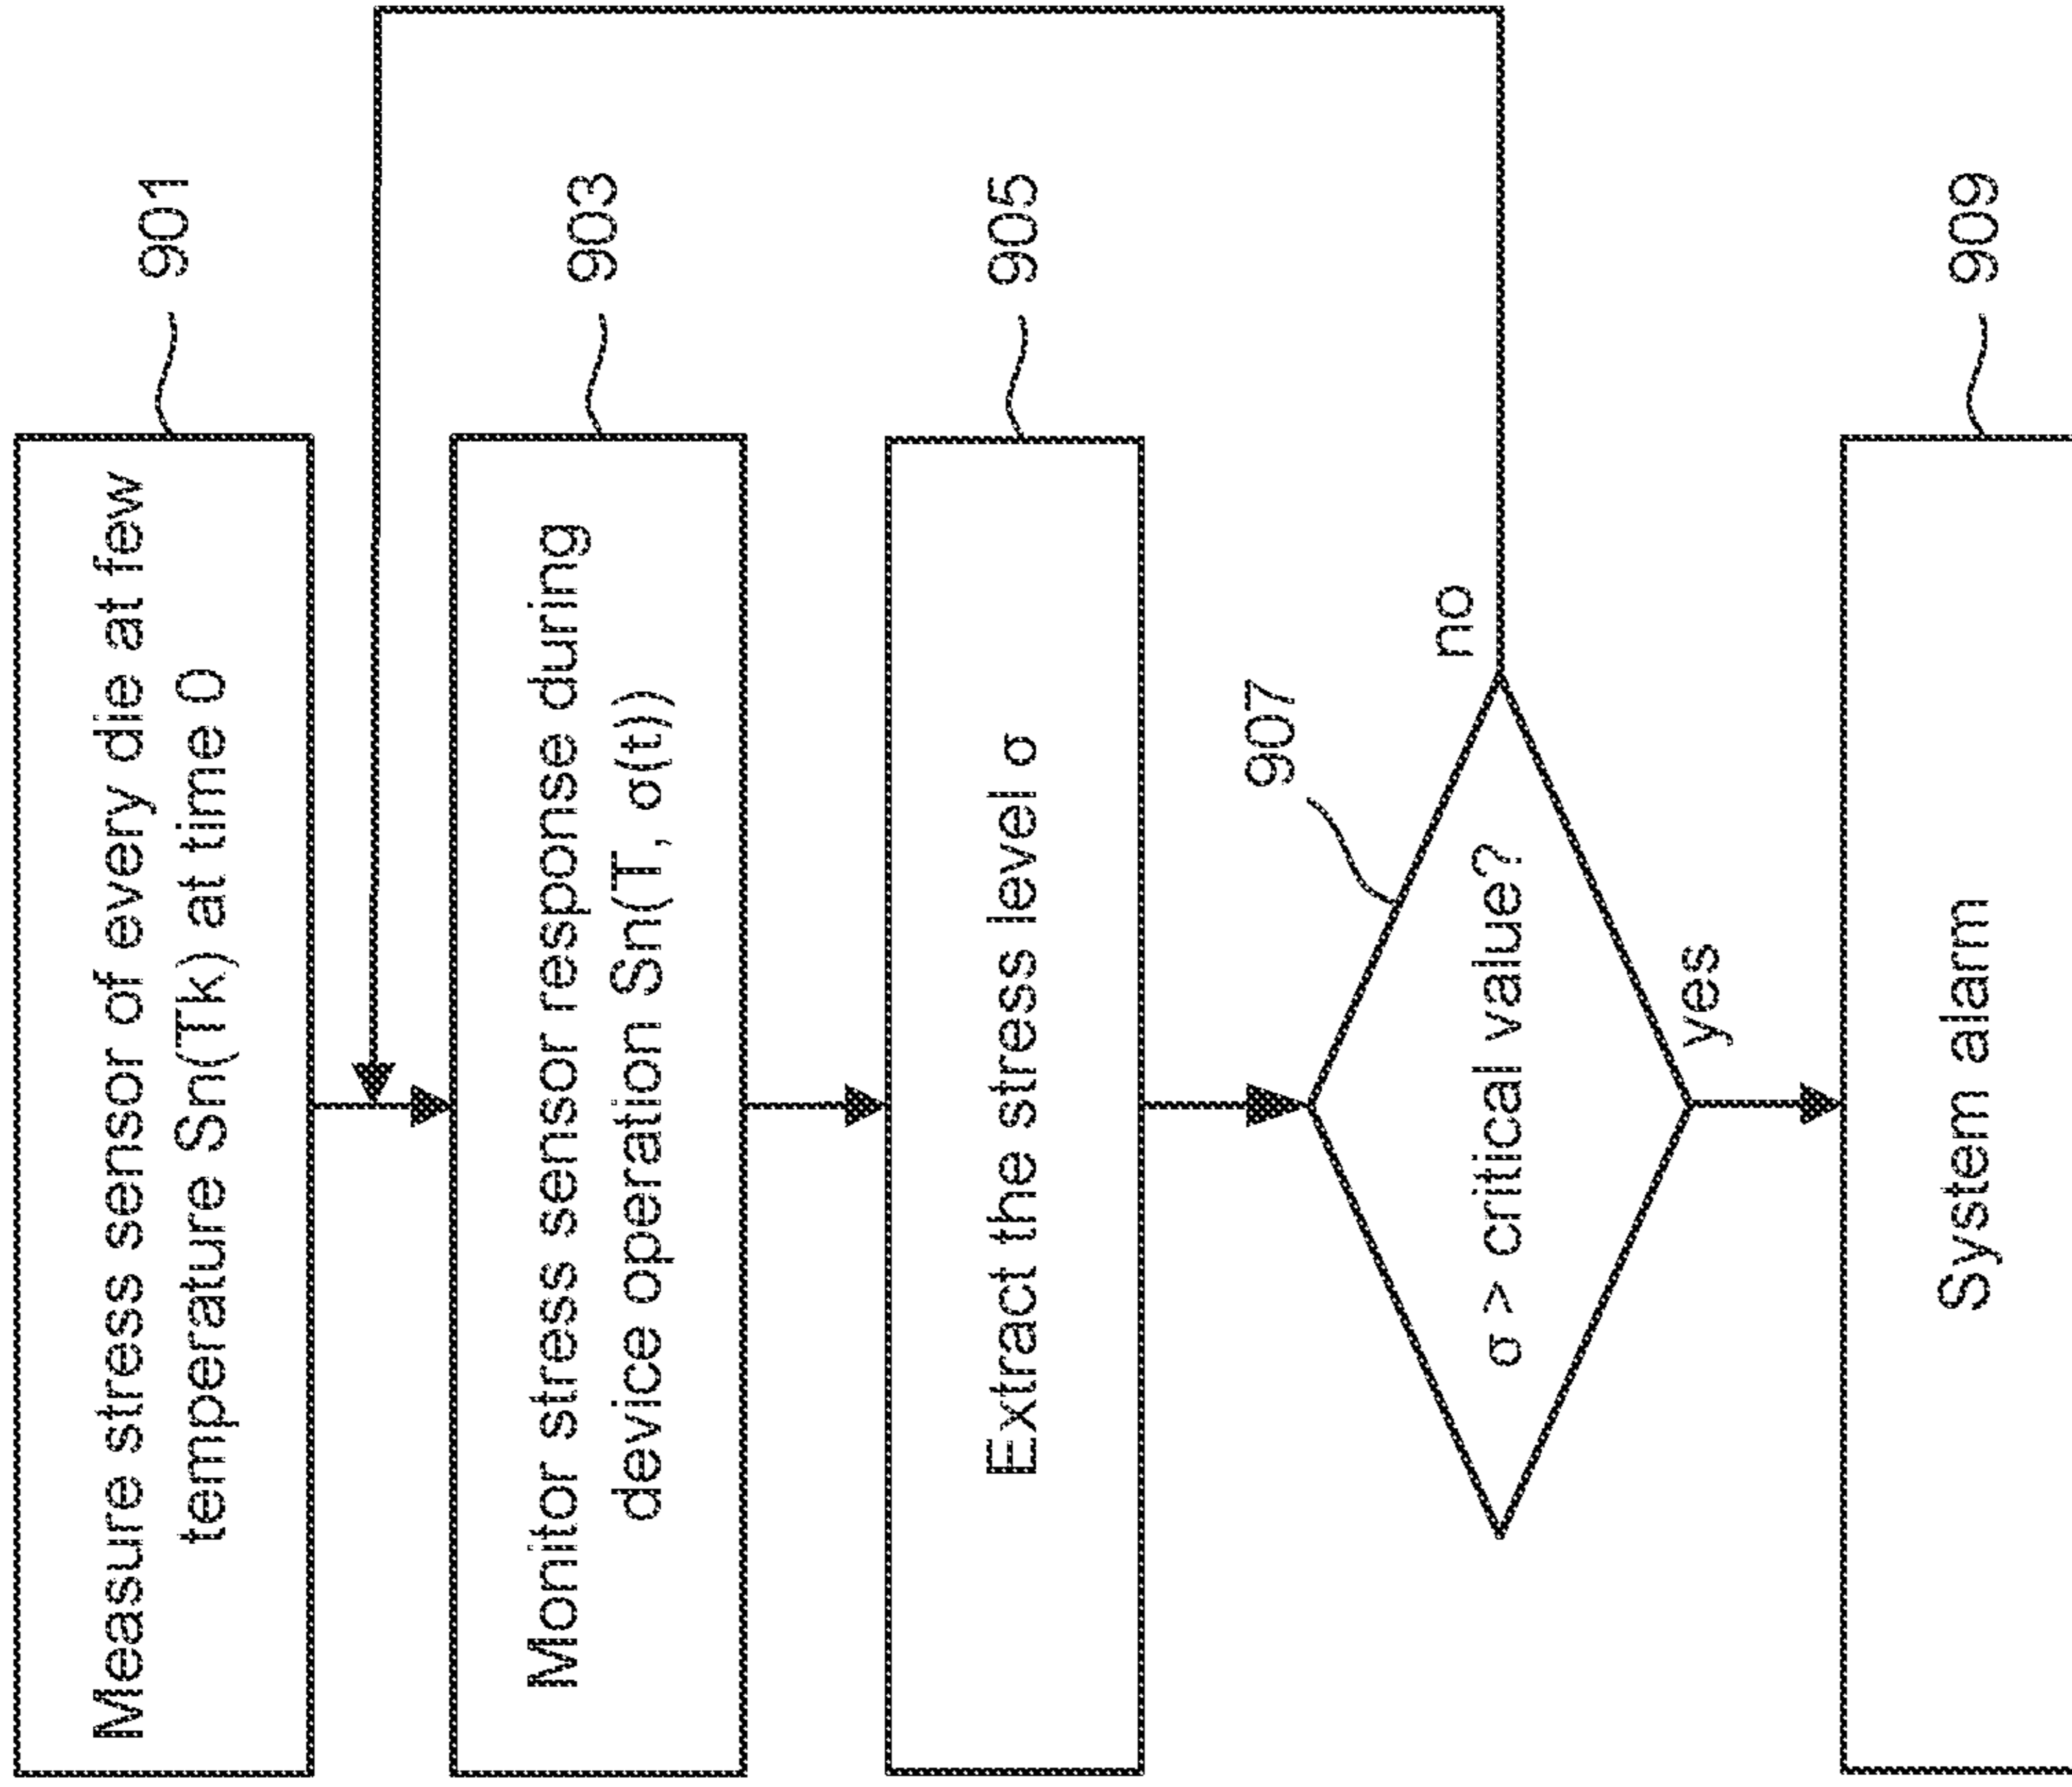 Measure stress sensor of every die at few
temperature Sn(Tk) at time 0
901
Monitor stress sensor response during
device operation Sn(T, σ(t))
903
Extract the stress level σ
905
907
σ > critical value?
no
yes
System alarm
909